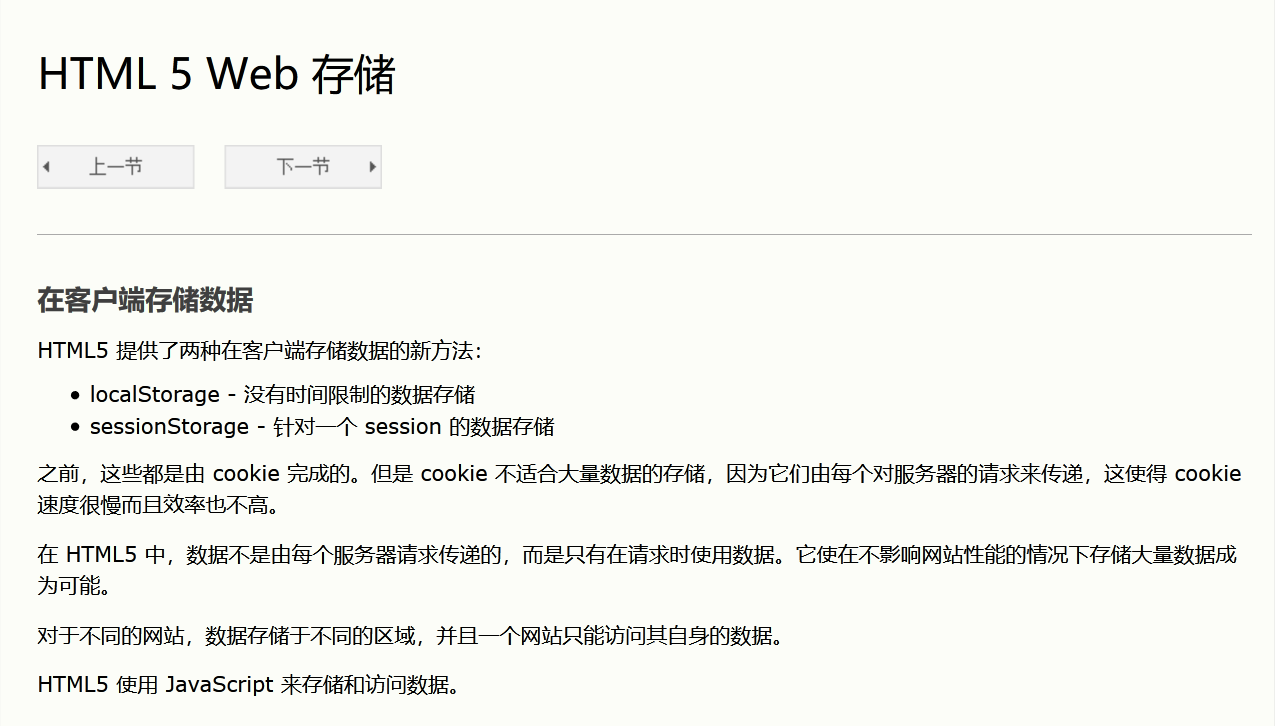 HTML 5 Web 存储
上一节
下一节
在客户端存储数据
HTML5 提供了两种在客户端存储数据的新方法：
• localStorage - 没有时间限制的数据存储
• sessionStorage - 针对一个 session 的数据存储
之前，这些都是由 cookie 完成的。但是 cookie 不适合大量数据的存储，因为它们由每个对服务器的请求来传递，这使得 cookie
速度很慢而且效率也不高。
在 HTML5 中，数据不是由每个服务器请求传递的，而是只有在请求时使用数据。它使在不影响网站性能的情况下存储大量数据成
为可能。
对于不同的网站，数据存储于不同的区域，并且一个网站只能访问其自身的数据。
HTML5 使用 JavaScript 来存储和访问数据。